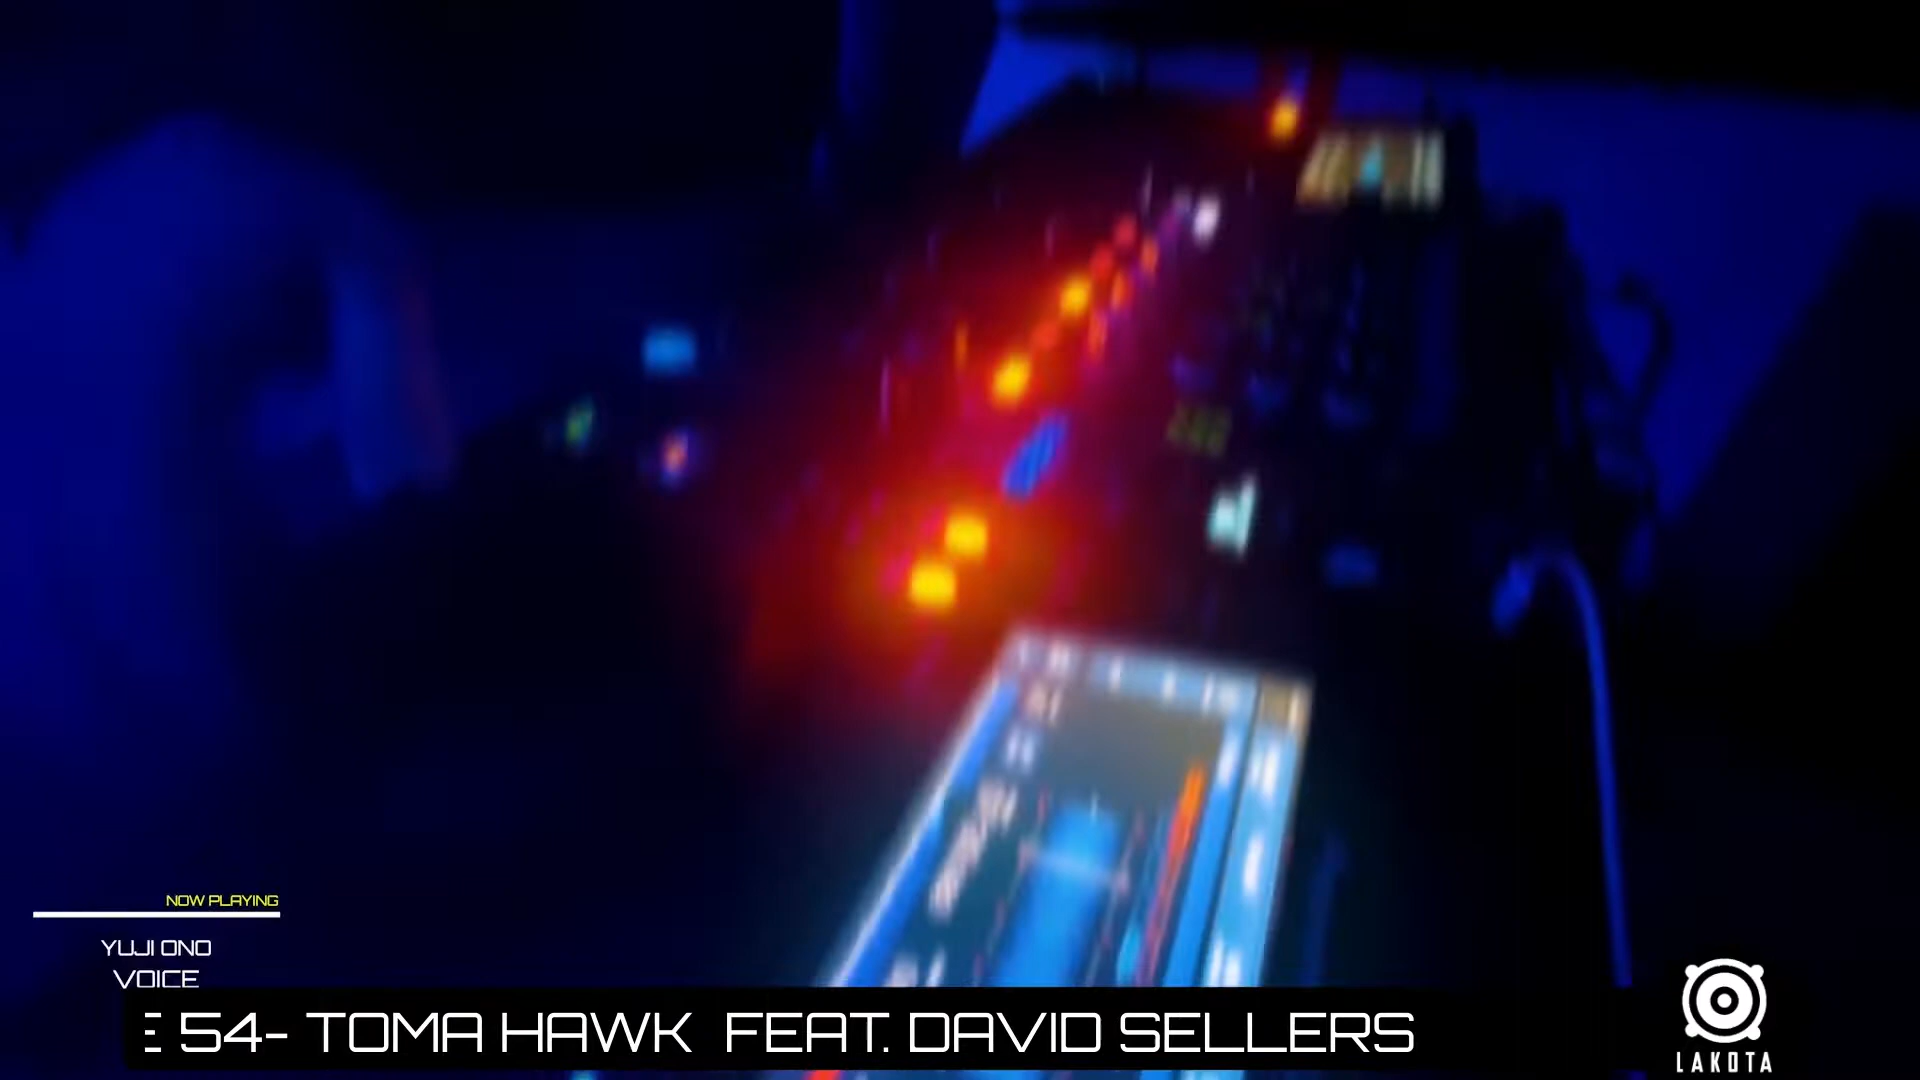 NOW PLAYING
YUJI ONO
VOICE
E 54- TOMA HAWK FEAT. DAVID SELLERS
LAKOTA